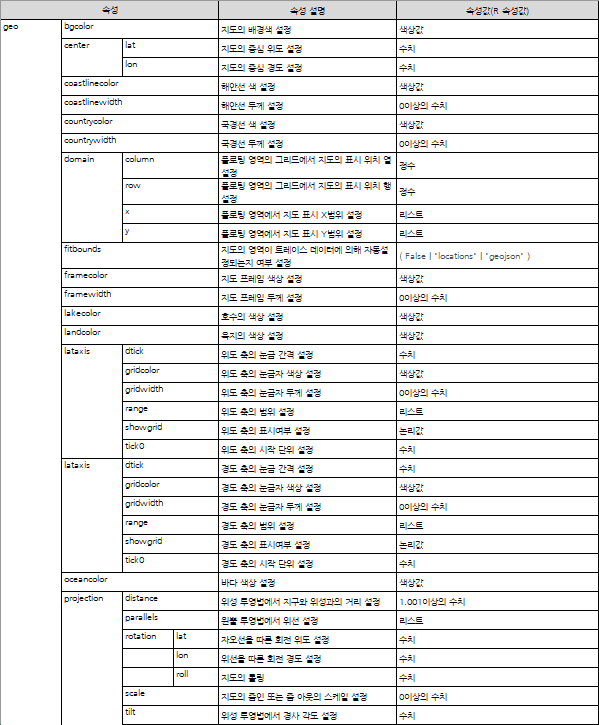 속성 속성 설명 속성값(R 속성값)
geo bgcolor 지도의 배경색 설정 색상값
center lat 지도의 중심 위도 설정 수치
lon 지도의 중심 경도 설정 수치
coastlinecolor 해안선 색 설정 색상값
coastlinewidth 해안선 두께 설정 0이상의 수치
countrycolor 국경선 색 설정 색상값
countrywidth 국경선 두께 설정 0이상의 수치
domain column 플로팅 영역의 그리드에서 지도의 표시 위치 열
설정 정수
row 플로팅 영역의 그리드에서 지도의 표시 위치 행
설정 정수
x 플로팅 영역에서 지도 표시 X범위 설정 리스트
y 플로팅 영역에서 지도 표시 Y범위 설정 리스트
fitbounds 지도의 영역이 트레이스 데이터에 의해 자동설
정되는지 여부 설정 ( False | "locations" | "geojson" )
framecolor 지도 프레임 색상 설정 색상값
framewidth 지도 프레임 두께 설정 0이상의 수치
lakecolor 호수의 색상 설정 색상값
landcolor 육지의 색상 설정 색상값
lataxis dtick 위도 축의 눈금 간격 설정 수치
gridcolor 위도 축의 눈금자 색상 설정 색상값
gridwidth 위도 축의 눈금자 두께 설정 0이상의 수치
range 위도 축의 범위 설정 리스트
showgrid 위도 축의 표시여부 설정 논리값
tick0 위도 축의 시작 단위 설정 수치
lataxis dtick 경도 축의 눈금 간격 설정 수치
gridcolor 경도 축의 눈금자 색상 설정 색상값
gridwidth 경도 축의 눈금자 두께 설정 0이상의 수치
range 경도 축의 범위 설정 리스트
showgrid 경도 축의 표시여부 설정 논리값
tick0 경도 축의 시작 단위 설정 수치
oceancolor 바다 색상 설정 색상값
projection distance 위성 투영법에서 지구와 위성과의 거리 설정 1.001이상의 수치
parallels 원뿔 투영법에서 위선 설정 리스트
rotation lat 자오선을 따른 회전 위도 설정 수치
lon 위선을 따른 회전 경도 설정 수치
roll 지도의 롤링 수치
scale 지도의 줌인 또는 줌 아웃의 스케일 설정 0이상의 수치
tilt 위성 투영법에서 경사 각도 설정 수치